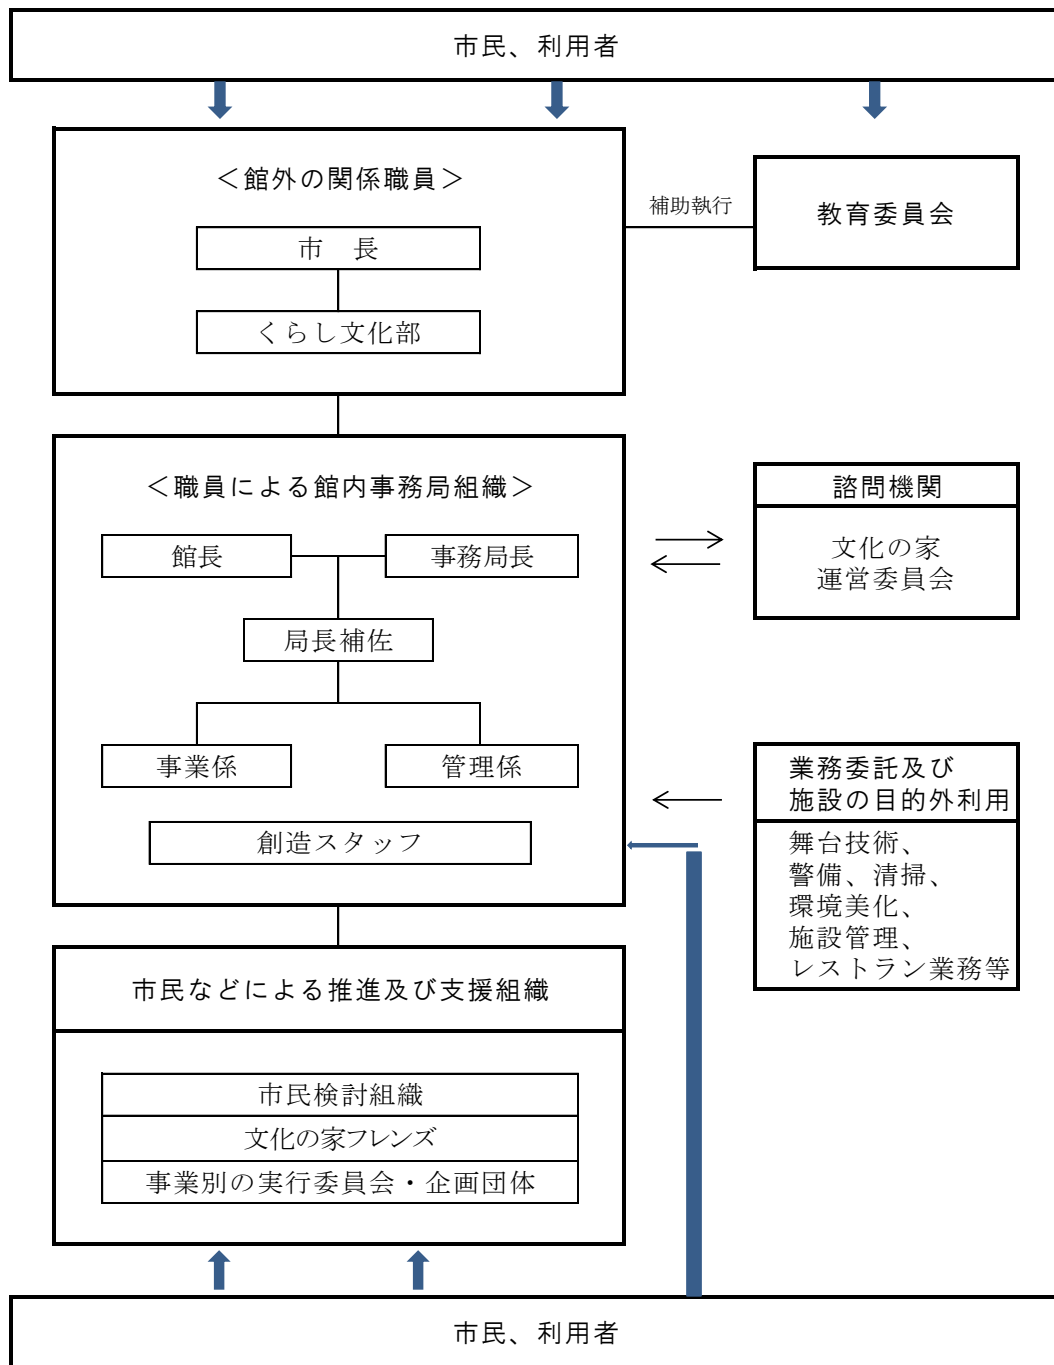 市民、利用者
＜館外の関係職員＞
市　長
くらし文化部
補助執行
教育委員会
＜職員による館内事務局組織＞
館長
事務局長
局長補佐
事業係
管理係
創造スタッフ
諮問機関
文化の家
運営委員会
業務委託及び
施設の目的外利用
舞台技術、
警備、清掃、
環境美化、
施設管理、
レストラン業務等
市民などによる推進及び支援組織
市民検討組織
文化の家フレンズ
事業別の実行委員会・企画団体
市民、利用者